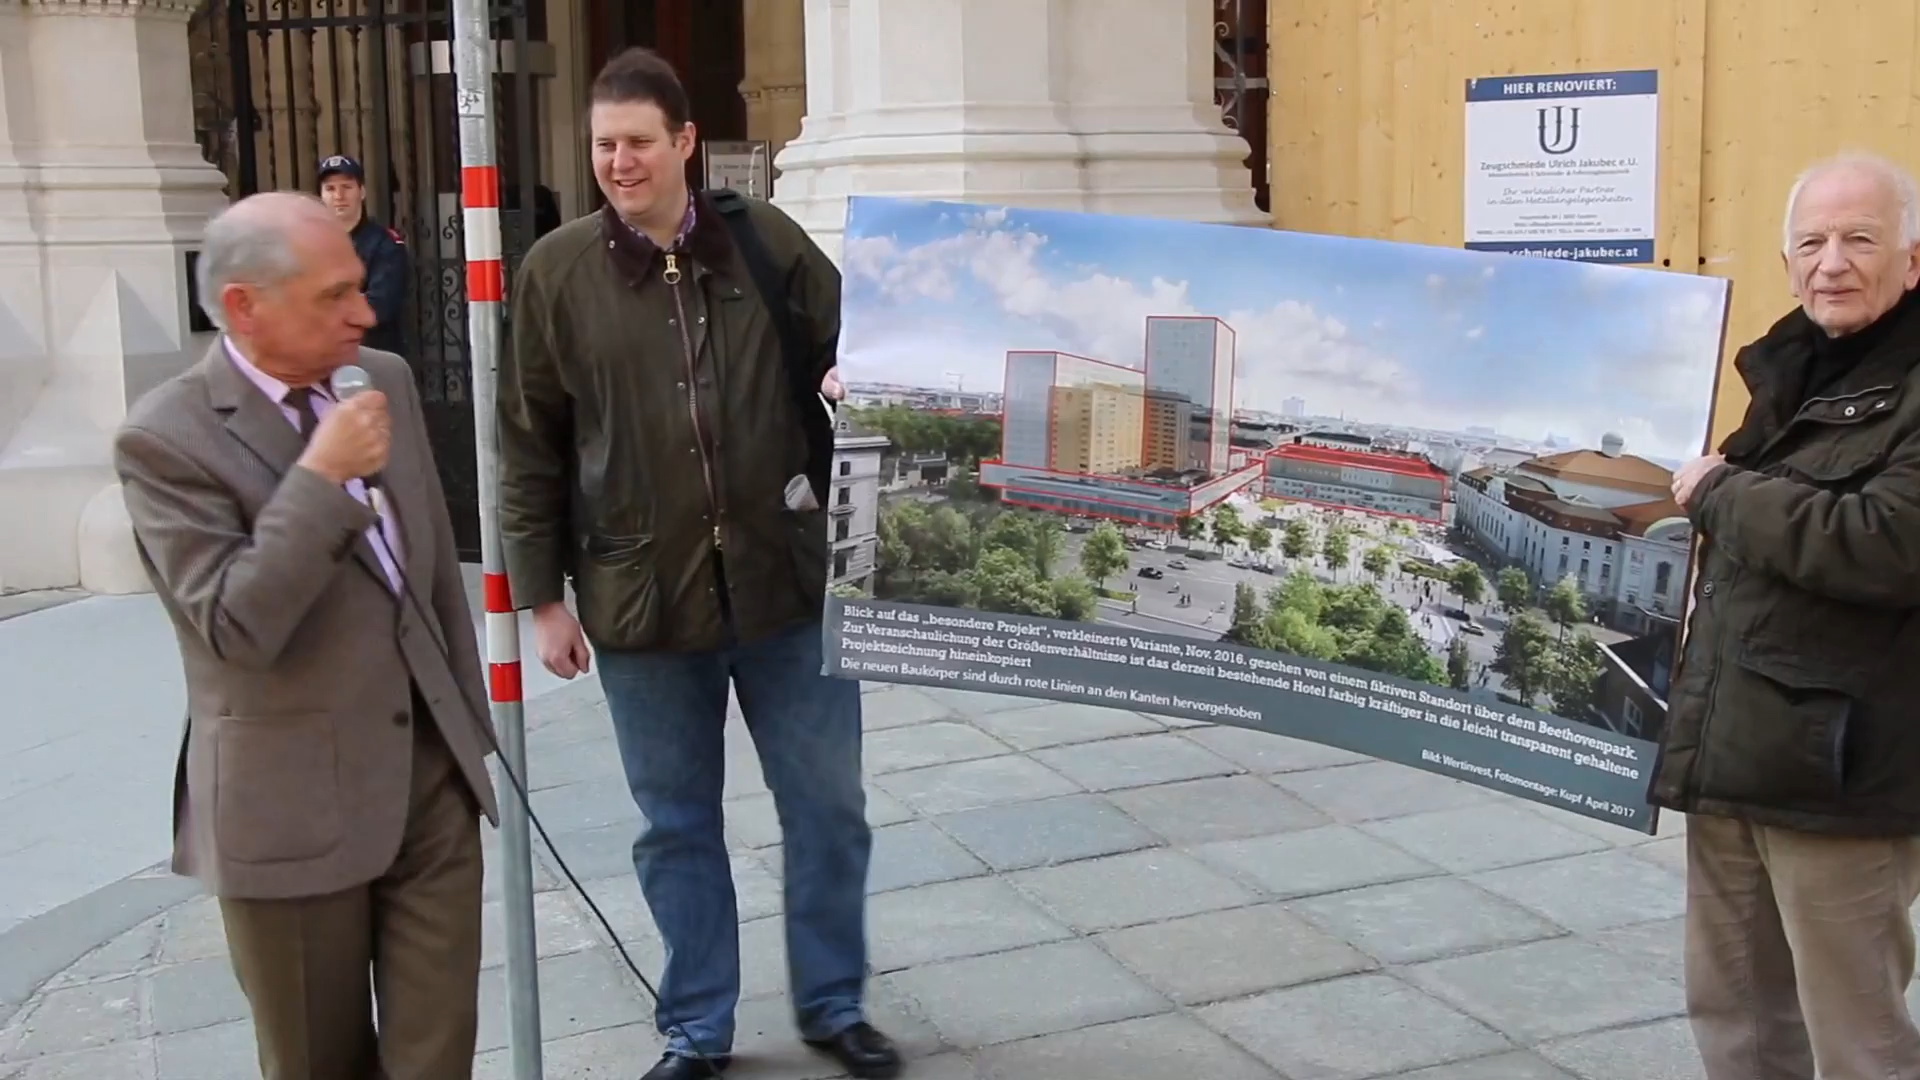 HIER RENOVIERT:
Zeugschmiede Ulrich Jakubec e.U.
Ihr verlässlicher Partner
in allen Metallangelegenheiten
schmiede-jakubec.at
Blick auf das „besondere Projekt", verkleinerte Variante, Nov. 2016, gesehen von einem fiktiven Standort über dem Beethovenpark.
Zur Veranschaulichung der Größenverhältnisse ist das derzeit bestehende Hotel farbig kräftiger in die leicht transparent gehaltene
Projektzeichnung hineinkopiert
Die neuen Baukörper sind durch rote Linien an den Kanten hervorgehoben
Bild: Wertinvest, Fotomontage: Kupf April 2017